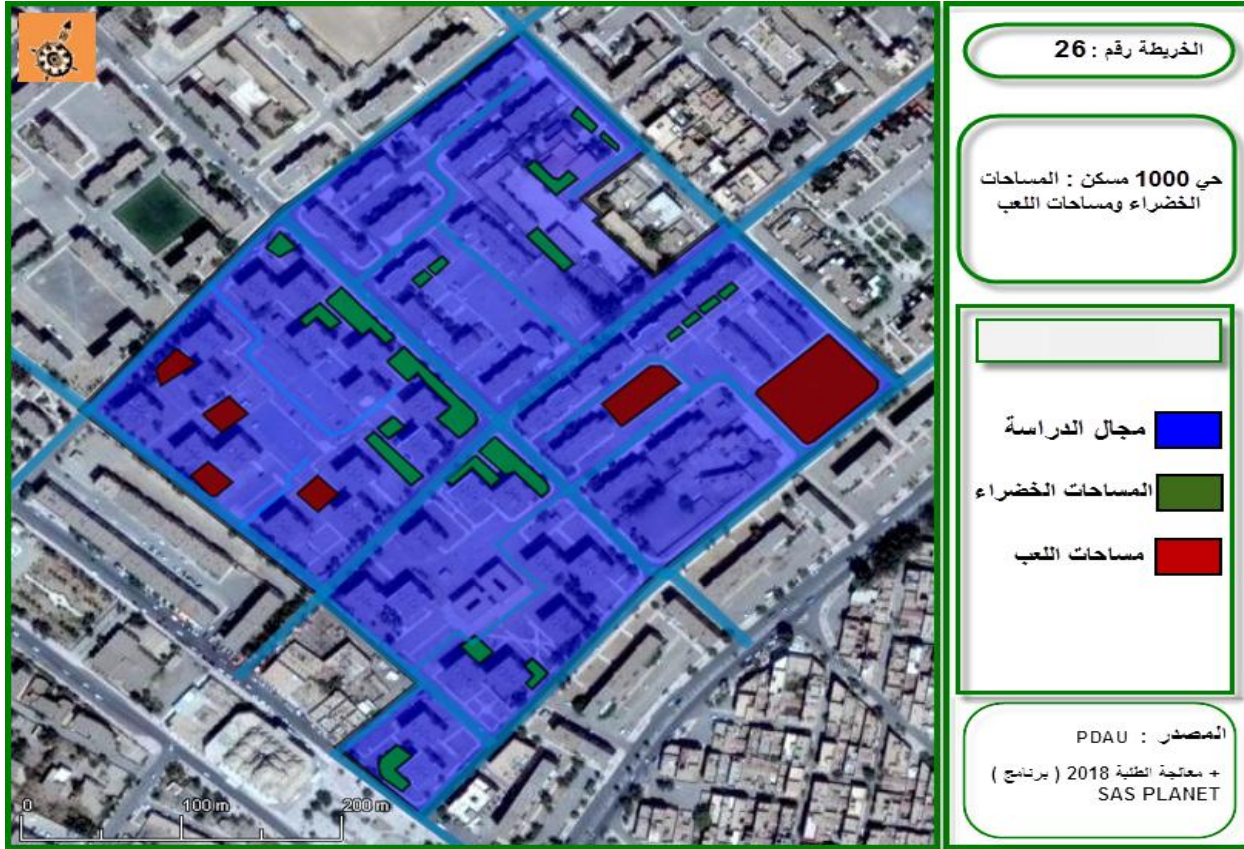 الخريطة رقم : 26
حي 1000 مسكن : المساحات
الخضراء ومساحات اللعب
مجال الدراسة
المساحات الخضراء
مساحات اللعب
المصدر : PDAU
+ معالجة الطلبة 2018 ( برنامج )
SAS PLANET
0 100 m 200 m